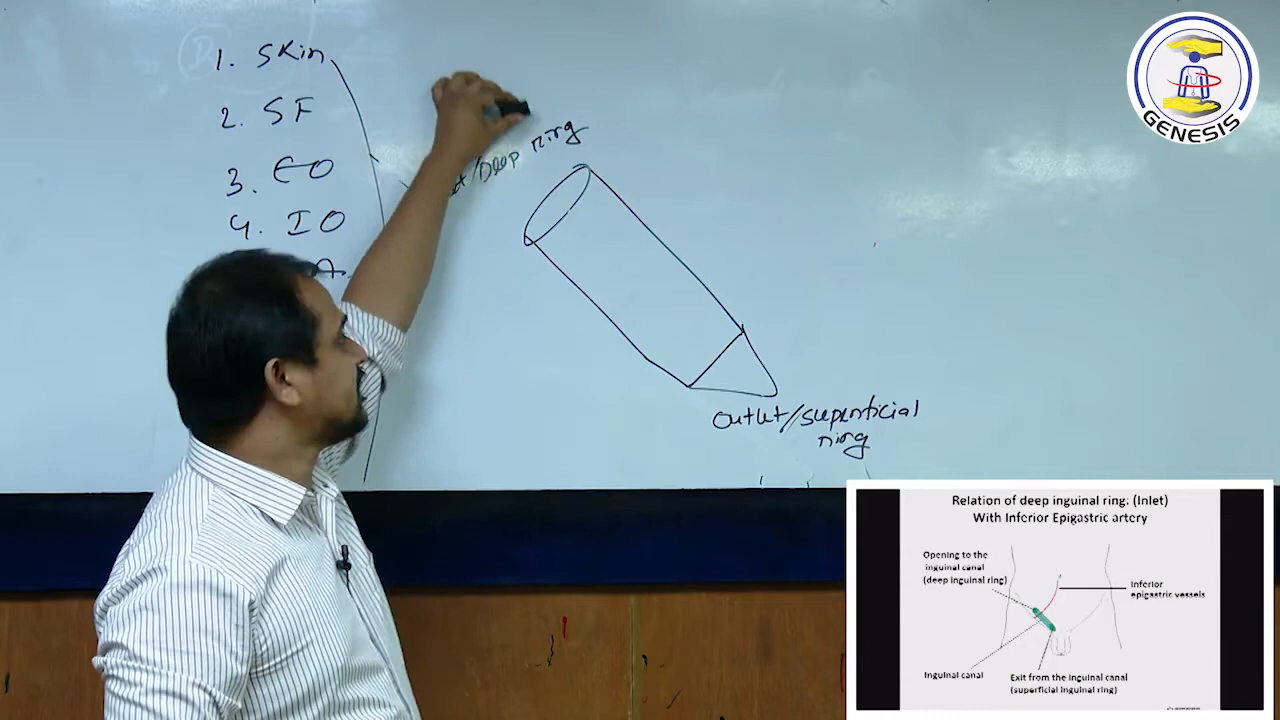 1. Skin
2. SF
3. EO
4. IO
/Deep ring
Outlet/superficial
ring
GENESIS
Relation of deep inguinal ring: (Inlet)
With Inferior Epigastric artery
Opening to the
inguinal canal
(deep inguinal ring)
Inferior
epigastric vessels
Inguinal canal
Exit from the inguinal canal
(superficial inguinal ring)